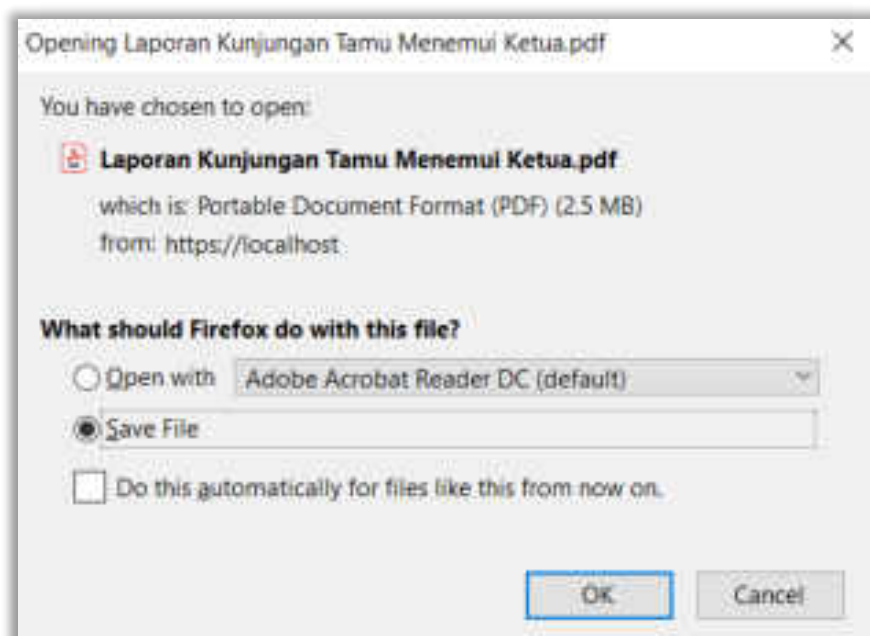 Opening Laporan Kunjungan Tamu Menemui Ketua.pdf
You have chosen to open:
Laporan Kunjungan Tamu Menemui Ketua.pdf
which is: Portable Document Format (PDF) (2.5 MB)
from: https://localhost
What should Firefox do with this file?
Open with Adobe Acrobat Reader DC (default)
Save File
Do this automatically for files like this from now on.
OK Cancel